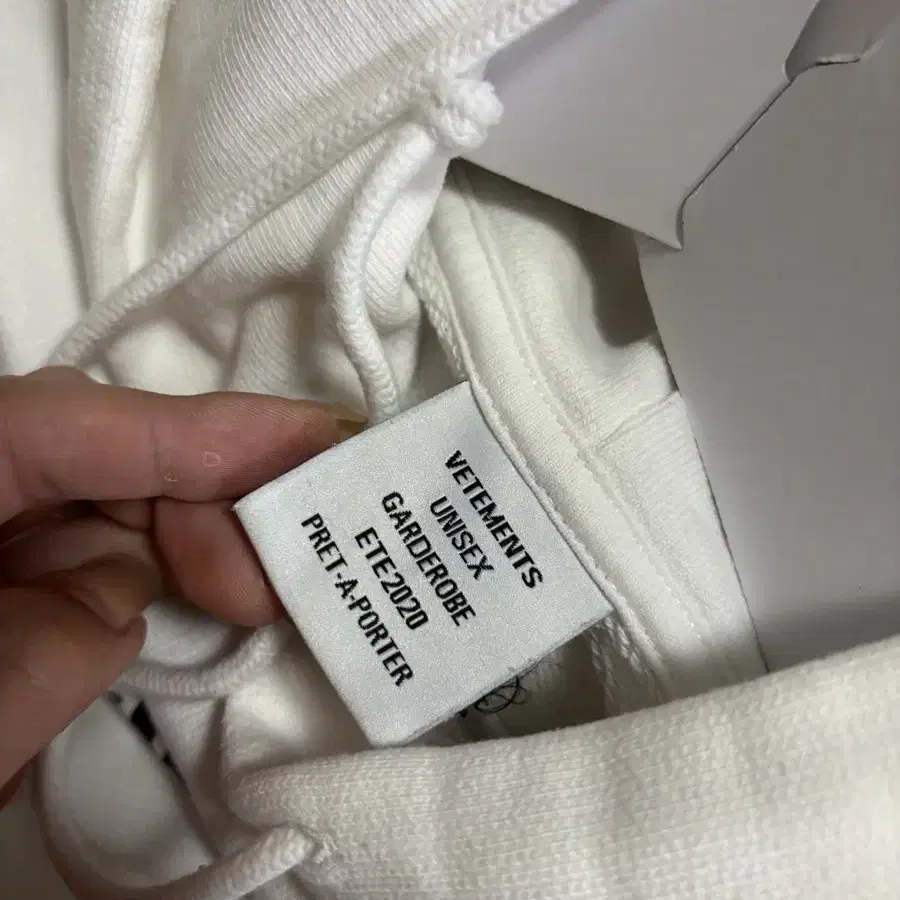 VETEMENTS
UNISEX
GARDEROBE
ETE2020
PRET-A-PORTER